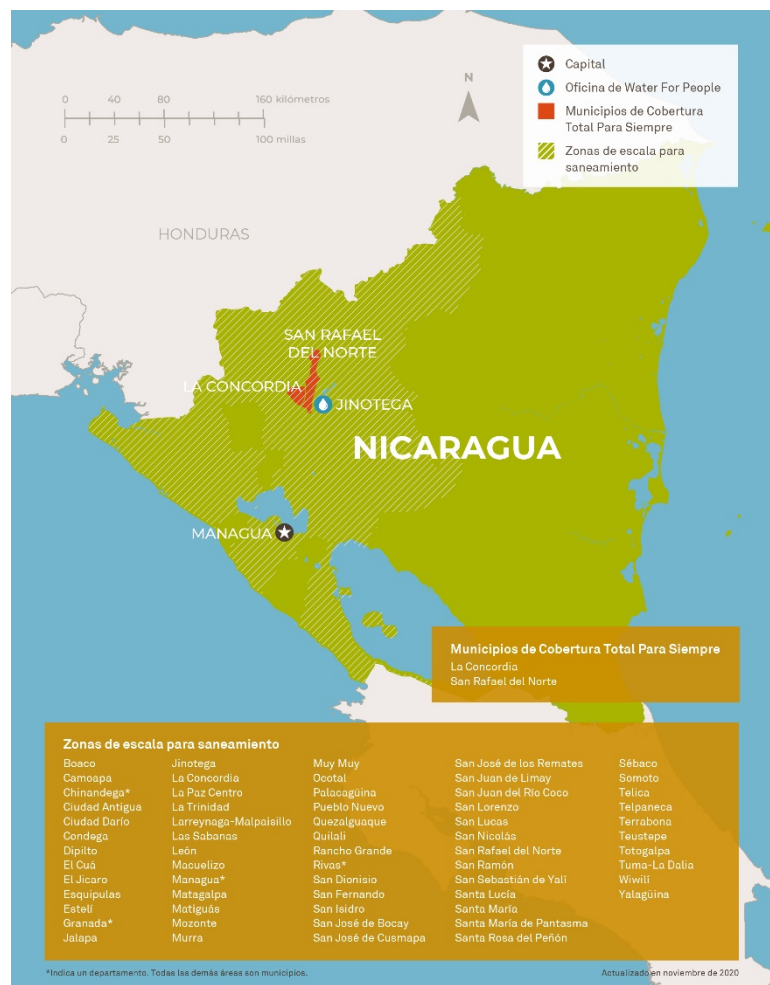 Capital
Oficina de Water For People
Municipios de Cobertura
Total Para Siempre
Zonas de escala para
saneamiento
N
0 40 80 160 kilómetros
0 25 50 100 millas
HONDURAS
SAN RAFAEL
DEL NORTE
LA CONCORDIA
JINOTEGA
NICARAGUA
MANAGUA
Municipios de Cobertura Total Para Siempre
La Concordia
San Rafael del Norte
Zonas de escala para saneamiento
Boaco
Camoapa
Chinandega*
Ciudad Antigua
Ciudad Darío
Condega
Dipilto
El Cuá
El Jícaro
Esquipulas
Estelí
Granada*
Jalapa
Jinotega
La Concordia
La Paz Centro
La Trinidad
Larreynaga-Malpaisillo
Las Sabanas
León
Macuelizo
Managua*
Matagalpa
Matiguás
Mozonte
Murra
Muy Muy
Ocotal
Palacagüina
Pueblo Nuevo
Quezalguaque
Quilalí
Rancho Grande
Rivas*
San Dionisio
San Fernando
San Isidro
San José de Bocay
San José de Cusmapa
San José de los Remates
San Juan de Limay
San Juan del Río Coco
San Lorenzo
San Lucas
San Nicolás
San Rafael del Norte
San Ramón
San Sebastián de Yalí
Santa Lucía
Santa María
Santa María de Pantasma
Santa Rosa del Peñón
Sébaco
Somoto
Telica
Telpaneca
Terrabona
Teustepe
Totogalpa
Tuma-La Dalia
Wiwilí
Yalagüina
*Indica un departamento. Todas las demás áreas son municipios.
Actualizado en noviembre de 2020